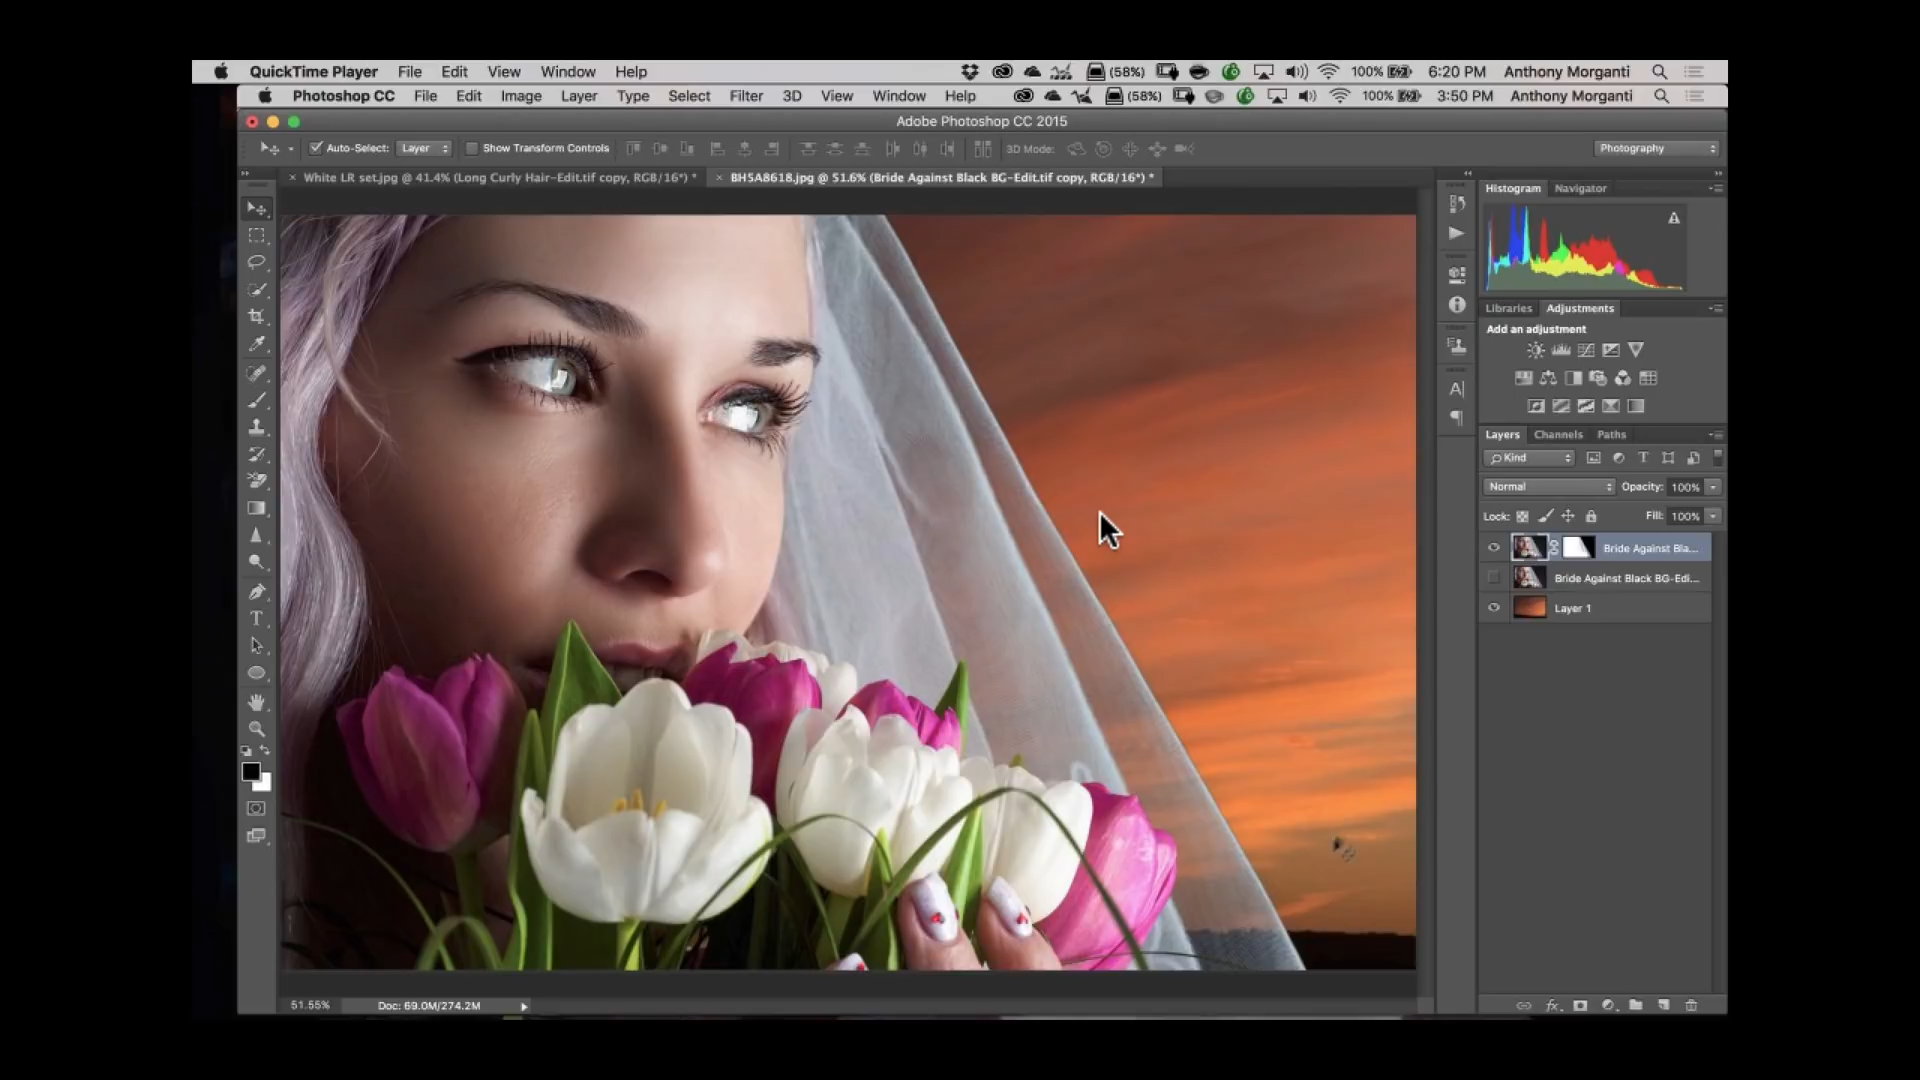 QuickTime Player File Edit View Window Help (58%) 100% 6:20 PM Anthony Morganti
Photoshop CC File Edit Image Layer Type Select Filter 3D View Window Help (58%) 100% 3:50 PM Anthony Morganti
Adobe Photoshop CC 2015
Auto-Select: Layer Show Transform Controls 3D Mode: Photography
× White LR set.jpg @ 41.4% (Long Curly Hair-Edit.tif copy, RGB/16*) * × BH5A8618.jpg @ 51.6% (Bride Against Black BG-Edit.tif copy, RGB/16*) *
Histogram Navigator
Libraries Adjustments
Add an adjustment
Layers Channels Paths
Kind
Normal Opacity: 100%
Lock: Fill: 100%
Bride Against Bla...
Bride Against Black BG-Edi...
Layer 1
51.55% Doc: 69.0M/274.2M